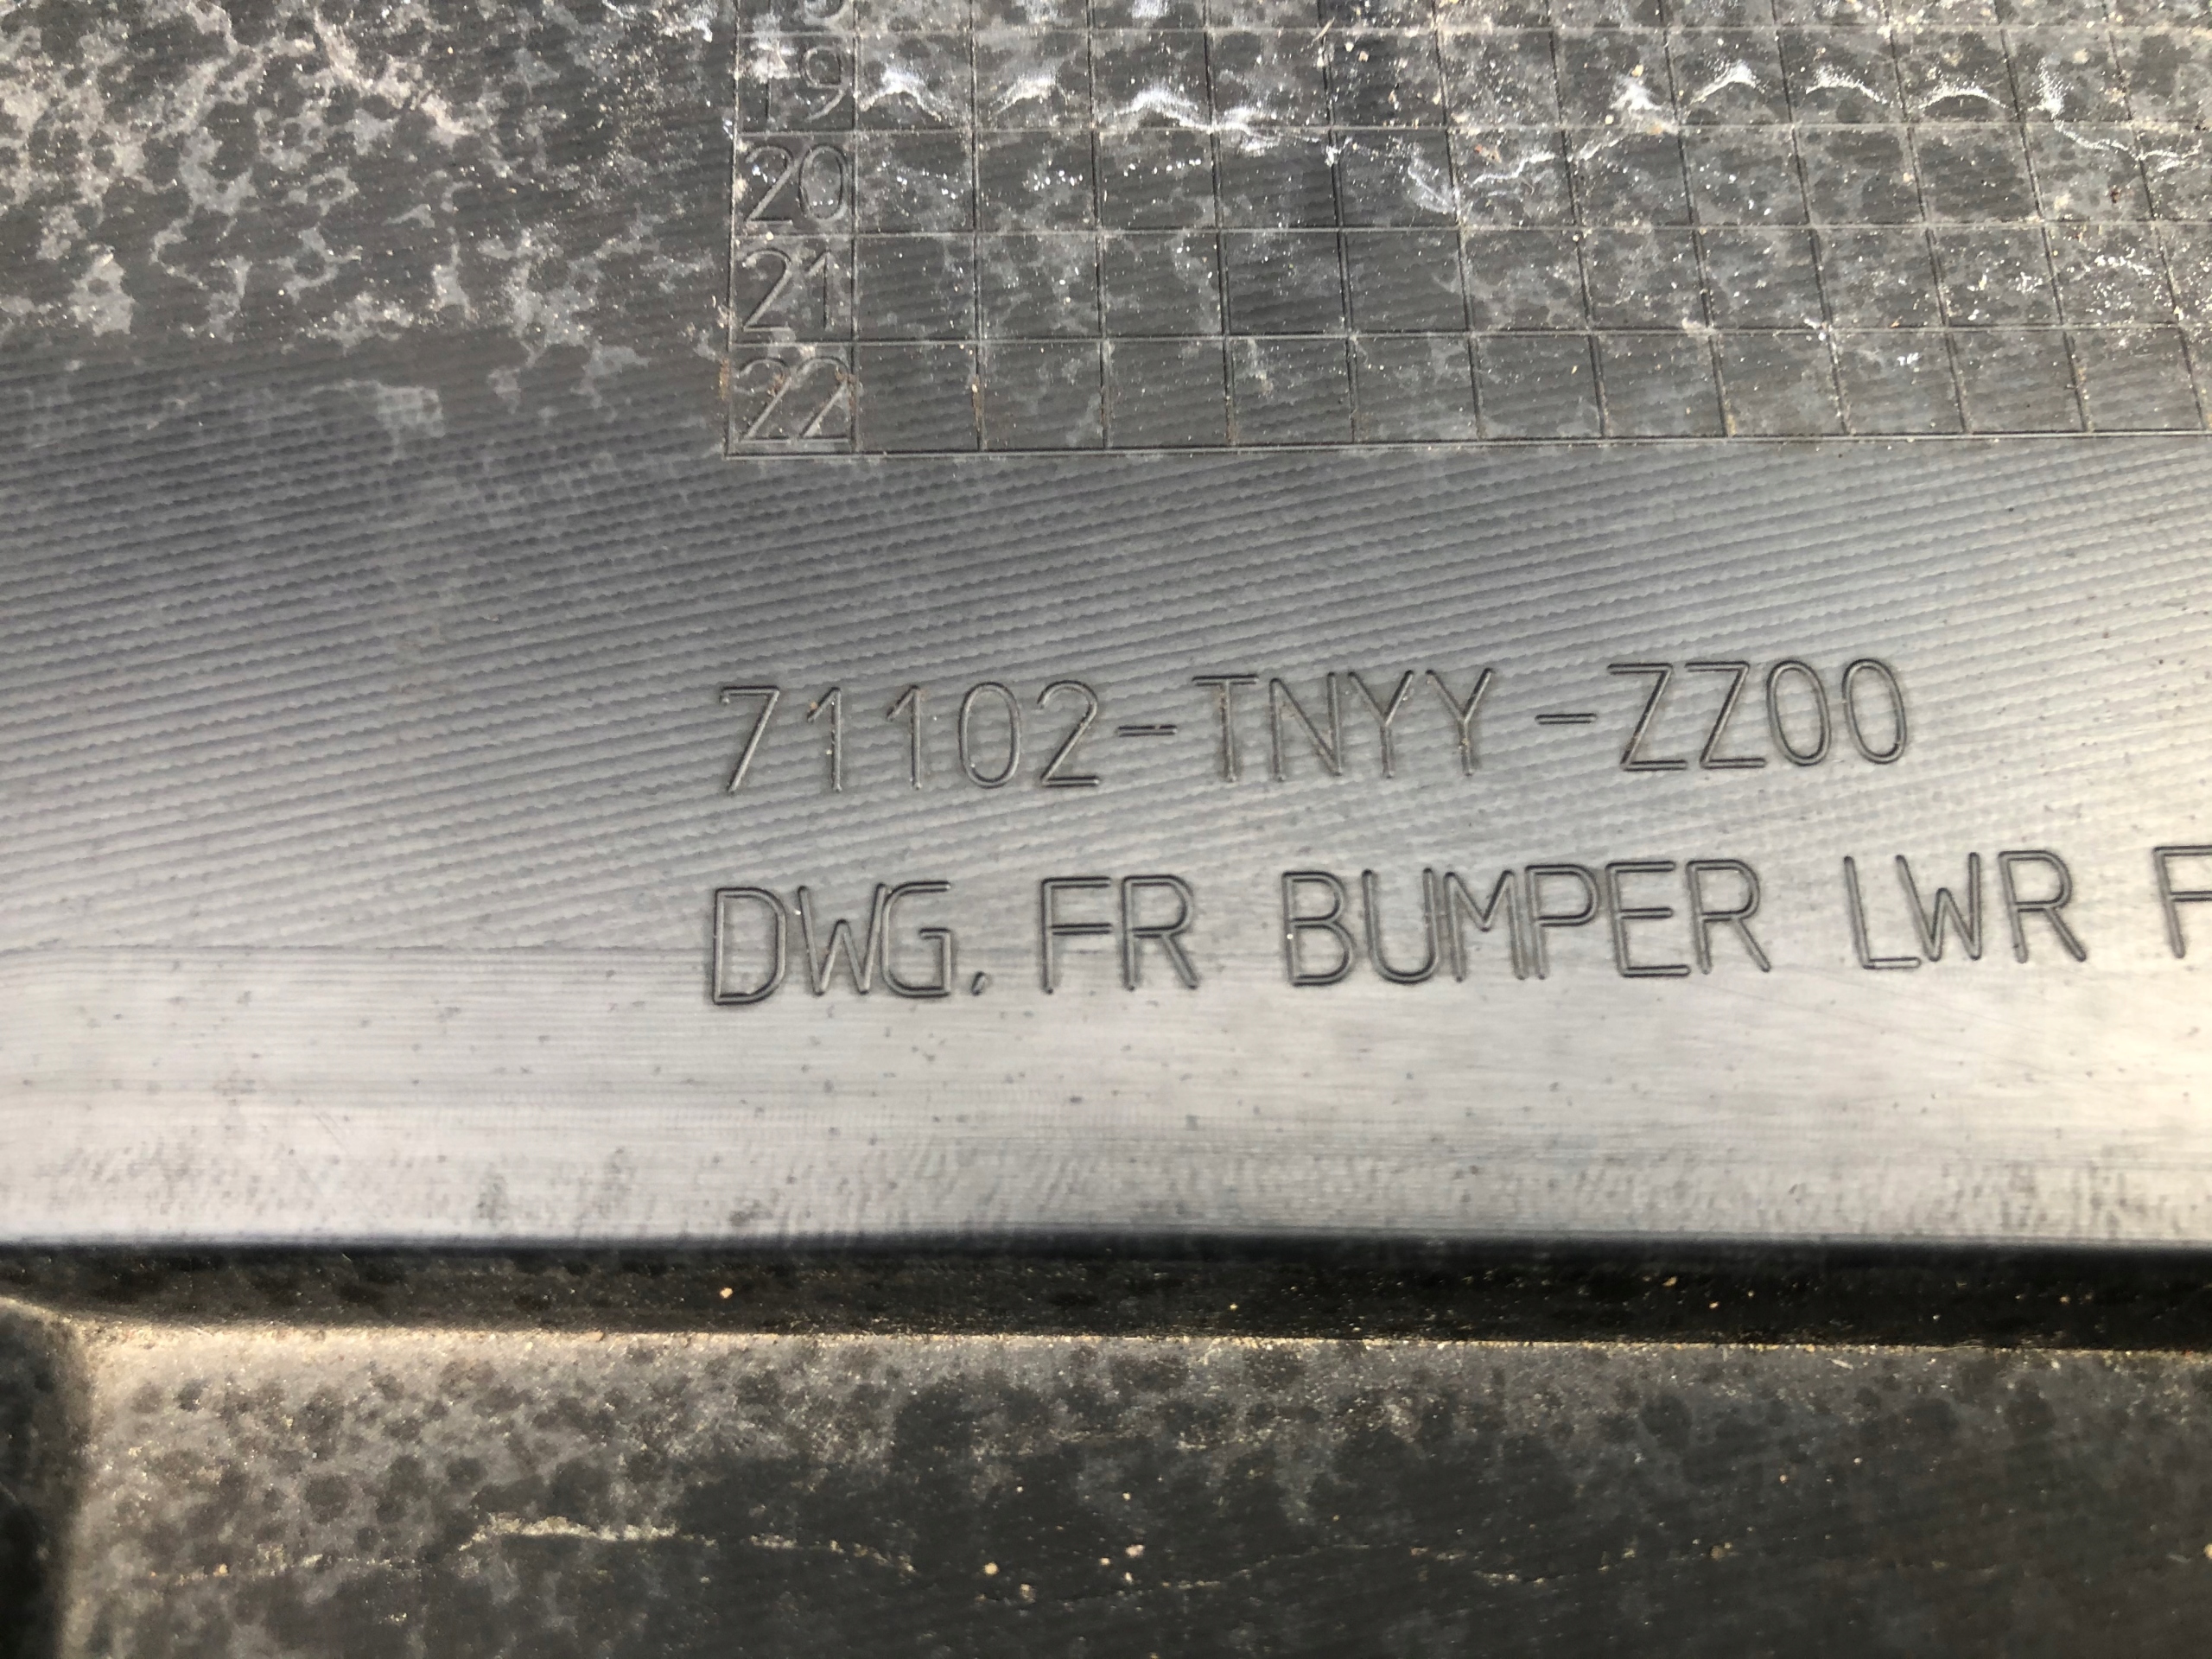 19
20
21
22
71102-TNYY-ZZ00
DWG. FR BUMPER LWR F